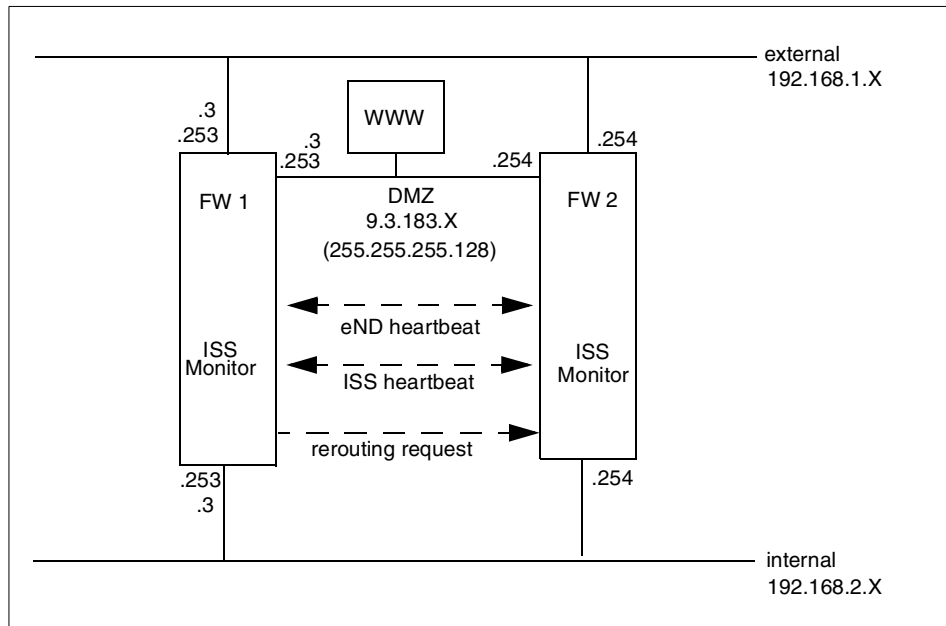 external
192.168.1.X
WWW
.3
.253
.3
.253
.254
.254
FW 1
FW 2
DMZ
9.3.183.X
(255.255.255.128)
eND heartbeat
ISS
Monitor
ISS heartbeat
ISS
Monitor
rerouting request
.253
.3
.254
internal
192.168.2.X